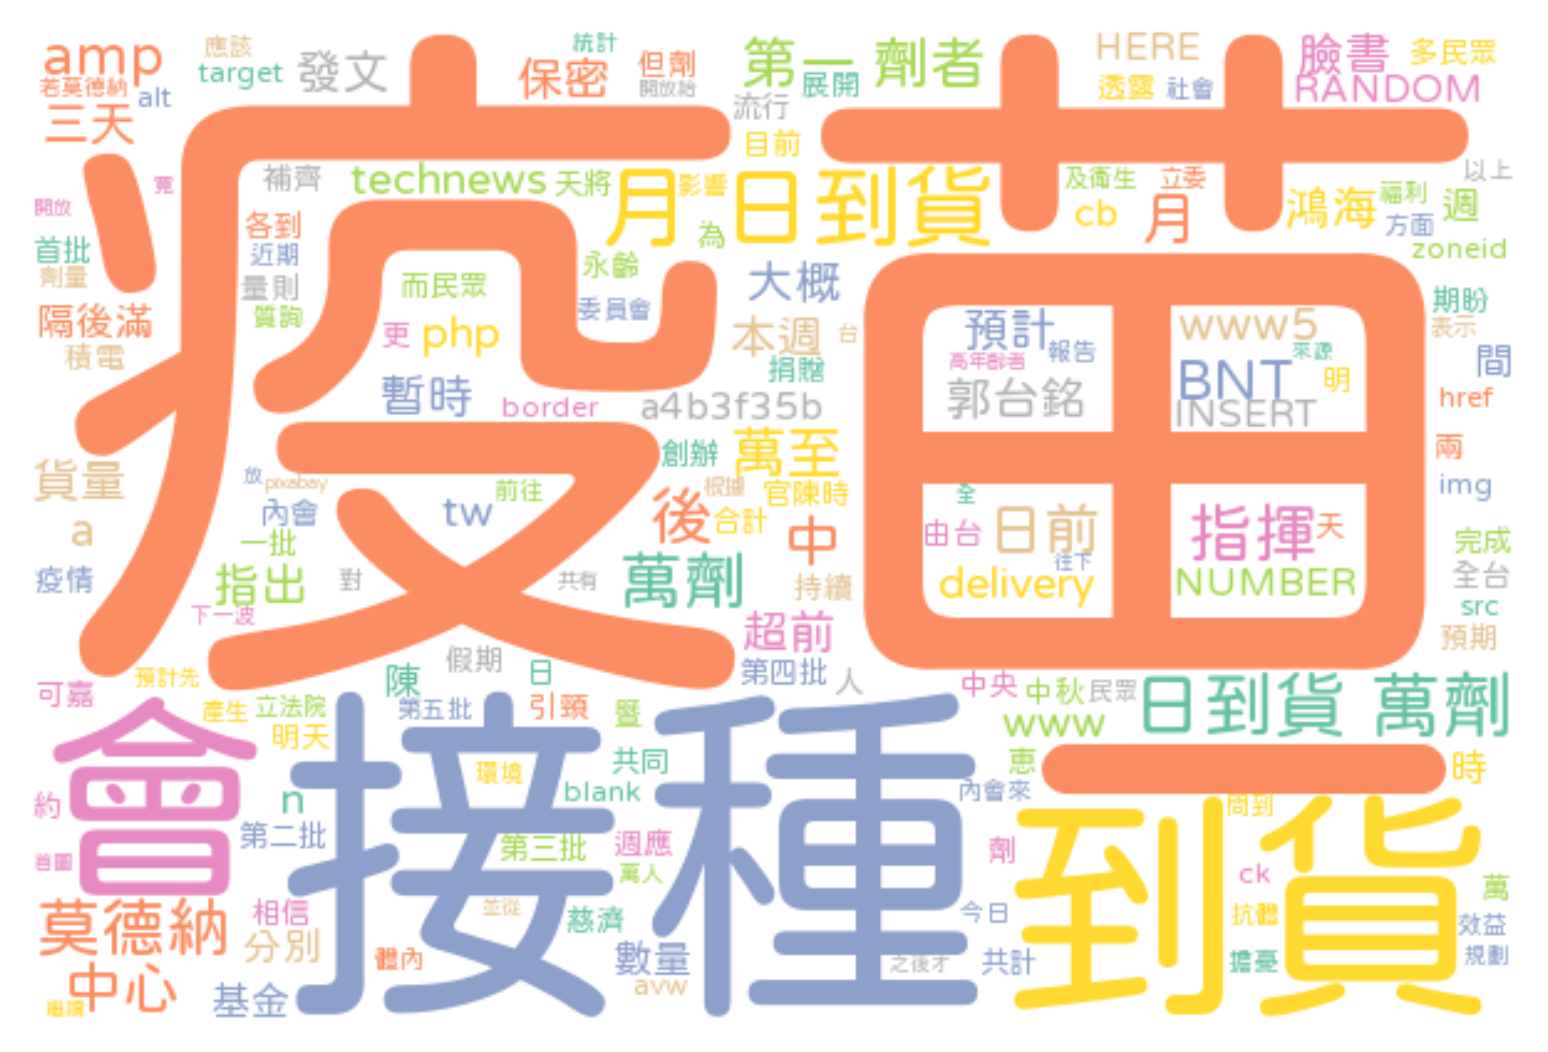 amp
應該
target
發文
統計
保密
但劑
開放給
第一 劑者
展開
HERE
透露
社會
臉書
多民眾
RANDOM
若莫德納
alt
三天
流行
目前
疫苗
寬
補齊
technews
天將
月
影響
日到貨
及衛生
立委
cb
月
鴻海
福利
方面
週
以上
zoneid
開放
首批
劑量
各到
近期
量則
質詢
而民眾
永齡
為
委員會
大概
隔後滿
積電
更
php
本週
台
捐贈
預計
報告
高年齡者
www5
來源
BNT
明
期盼
表示
間
暫時
border
a4b3f35b
郭台銘
INSERT
href
貨量
放
pixabay
創辦
萬至
兩
a
內會
tw
前往
後
根據
官陳時
合計
中
全
由台
日前
往下
指揮
天
img
一批
疫情
指出
對
共有
萬劑
持續
delivery
NUMBER
完成
全台
src
下一波
超前
預期
可嘉
預計先
陳
假期
日
第四批
人
中央
中秋
民眾
日到貨 萬劑
會
產生
立法院
明天
第五批
引頸
暨
www
一
接種
環境
共同
blank
惠
內會來
時
約
n
第二批
第三批
週應
萬人
劑
問到
到貨
首圖
ck
萬
莫德納
相信
分別
並從
慈濟
今日
抗體
效益
中心
體內
數量
之後才
共計
擔憂
規劃
繼續
基金
avw